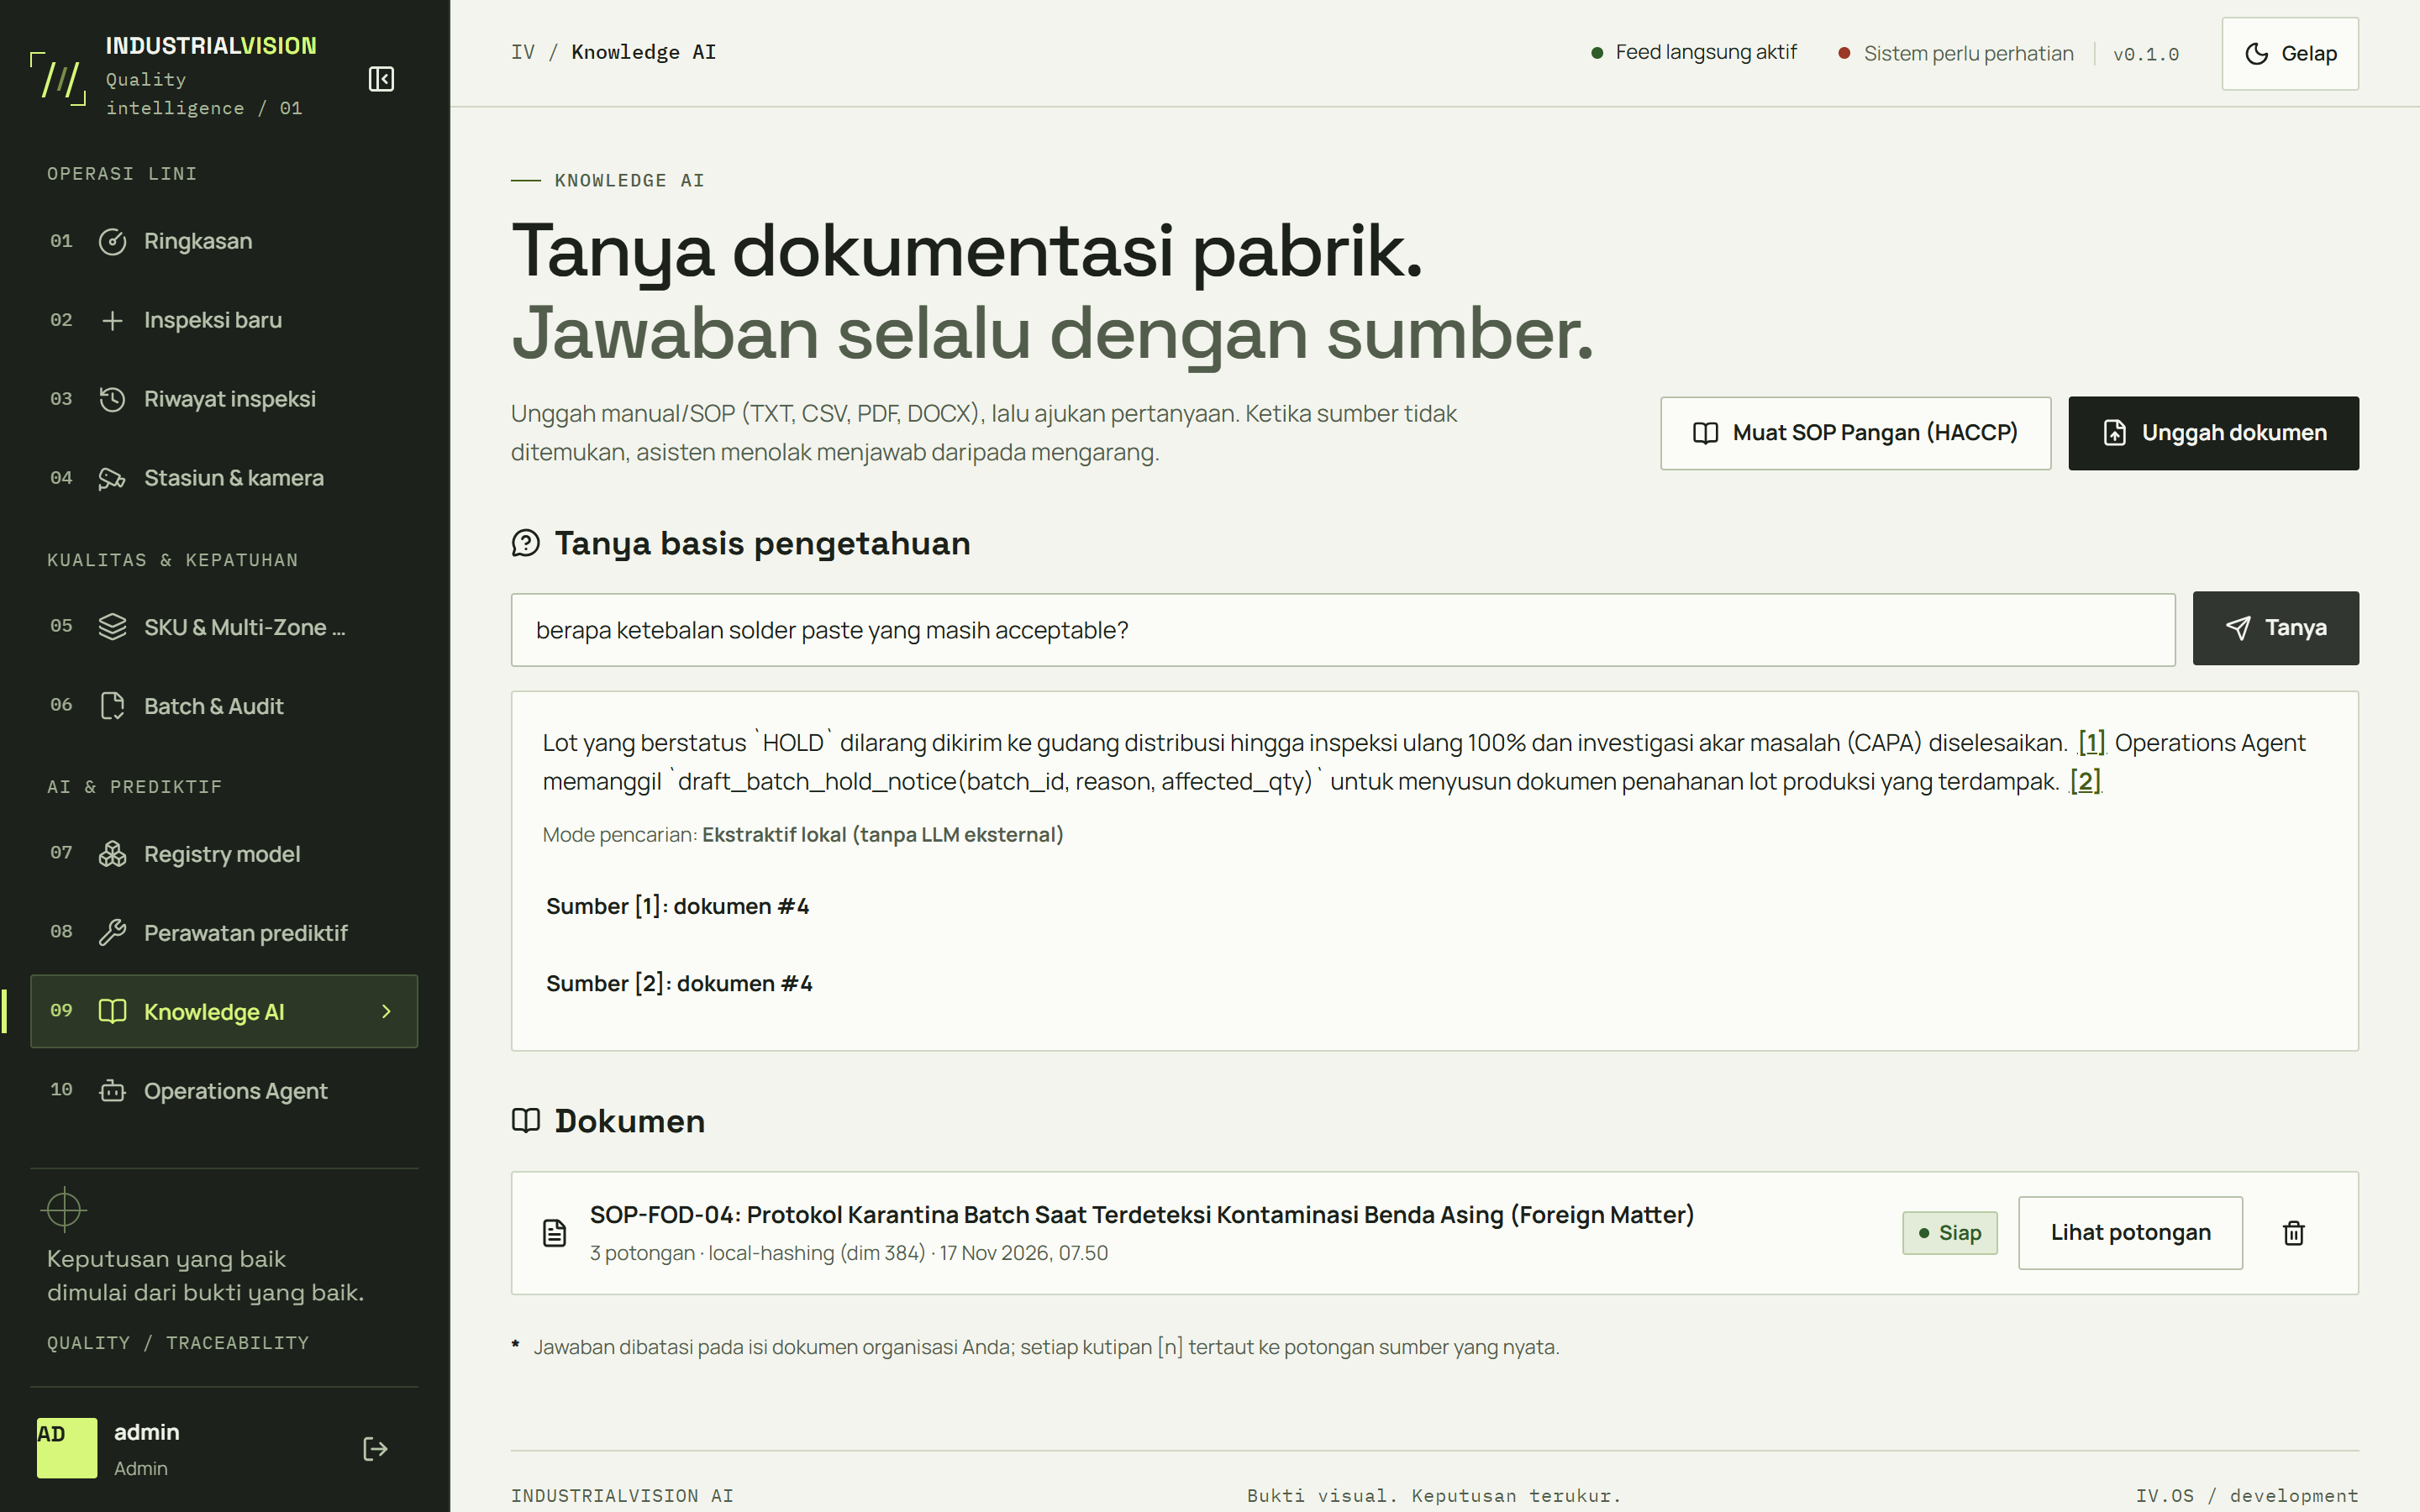 INDUSTRIALVISION
Quality
intelligence / 01
OPERASI LINI
01 Ringkasan
02 Inspeksi baru
03 Riwayat inspeksi
04 Stasiun & kamera
KUALITAS & KEPATUHAN
05 SKU & Multi-Zone ...
06 Batch & Audit
AI & PREDIKTIF
07 Registry model
08 Perawatan prediktif
09 Knowledge AI
10 Operations Agent
Keputusan yang baik
dimulai dari bukti yang baik.
QUALITY / TRACEABILITY
AD
admin
Admin
IV / Knowledge AI
Feed langsung aktif
Sistem perlu perhatian
v0.1.0
Gelap
KNOWLEDGE AI
Tanya dokumentasi pabrik.
Jawaban selalu dengan sumber.
Unggah manual/SOP (TXT, CSV, PDF, DOCX), lalu ajukan pertanyaan. Ketika sumber tidak
ditemukan, asisten menolak menjawab daripada mengarang.
Muat SOP Pangan (HACCP)
Unggah dokumen
Tanya basis pengetahuan
berapa ketebalan solder paste yang masih acceptable?
Tanya
Lot yang berstatus `HOLD` dilarang dikirim ke gudang distribusi hingga inspeksi ulang 100% dan investigasi akar masalah (CAPA) diselesaikan. [1] Operations Agent
memanggil `draft_batch_hold_notice(batch_id, reason, affected_qty)` untuk menyusun dokumen penahanan lot produksi yang terdampak. [2]
Mode pencarian: Ekstraktif lokal (tanpa LLM eksternal)
Sumber [1]: dokumen #4
Sumber [2]: dokumen #4
Dokumen
SOP-FOD-04: Protokol Karantina Batch Saat Terdeteksi Kontaminasi Benda Asing (Foreign Matter)
3 potongan · local-hashing (dim 384) · 17 Nov 2026, 07.50
Siap
Lihat potongan
* Jawaban dibatasi pada isi dokumen organisasi Anda; setiap kutipan [n] tertaut ke potongan sumber yang nyata.
INDUSTRIALVISION AI
Bukti visual. Keputusan terukur.
IV.OS / development